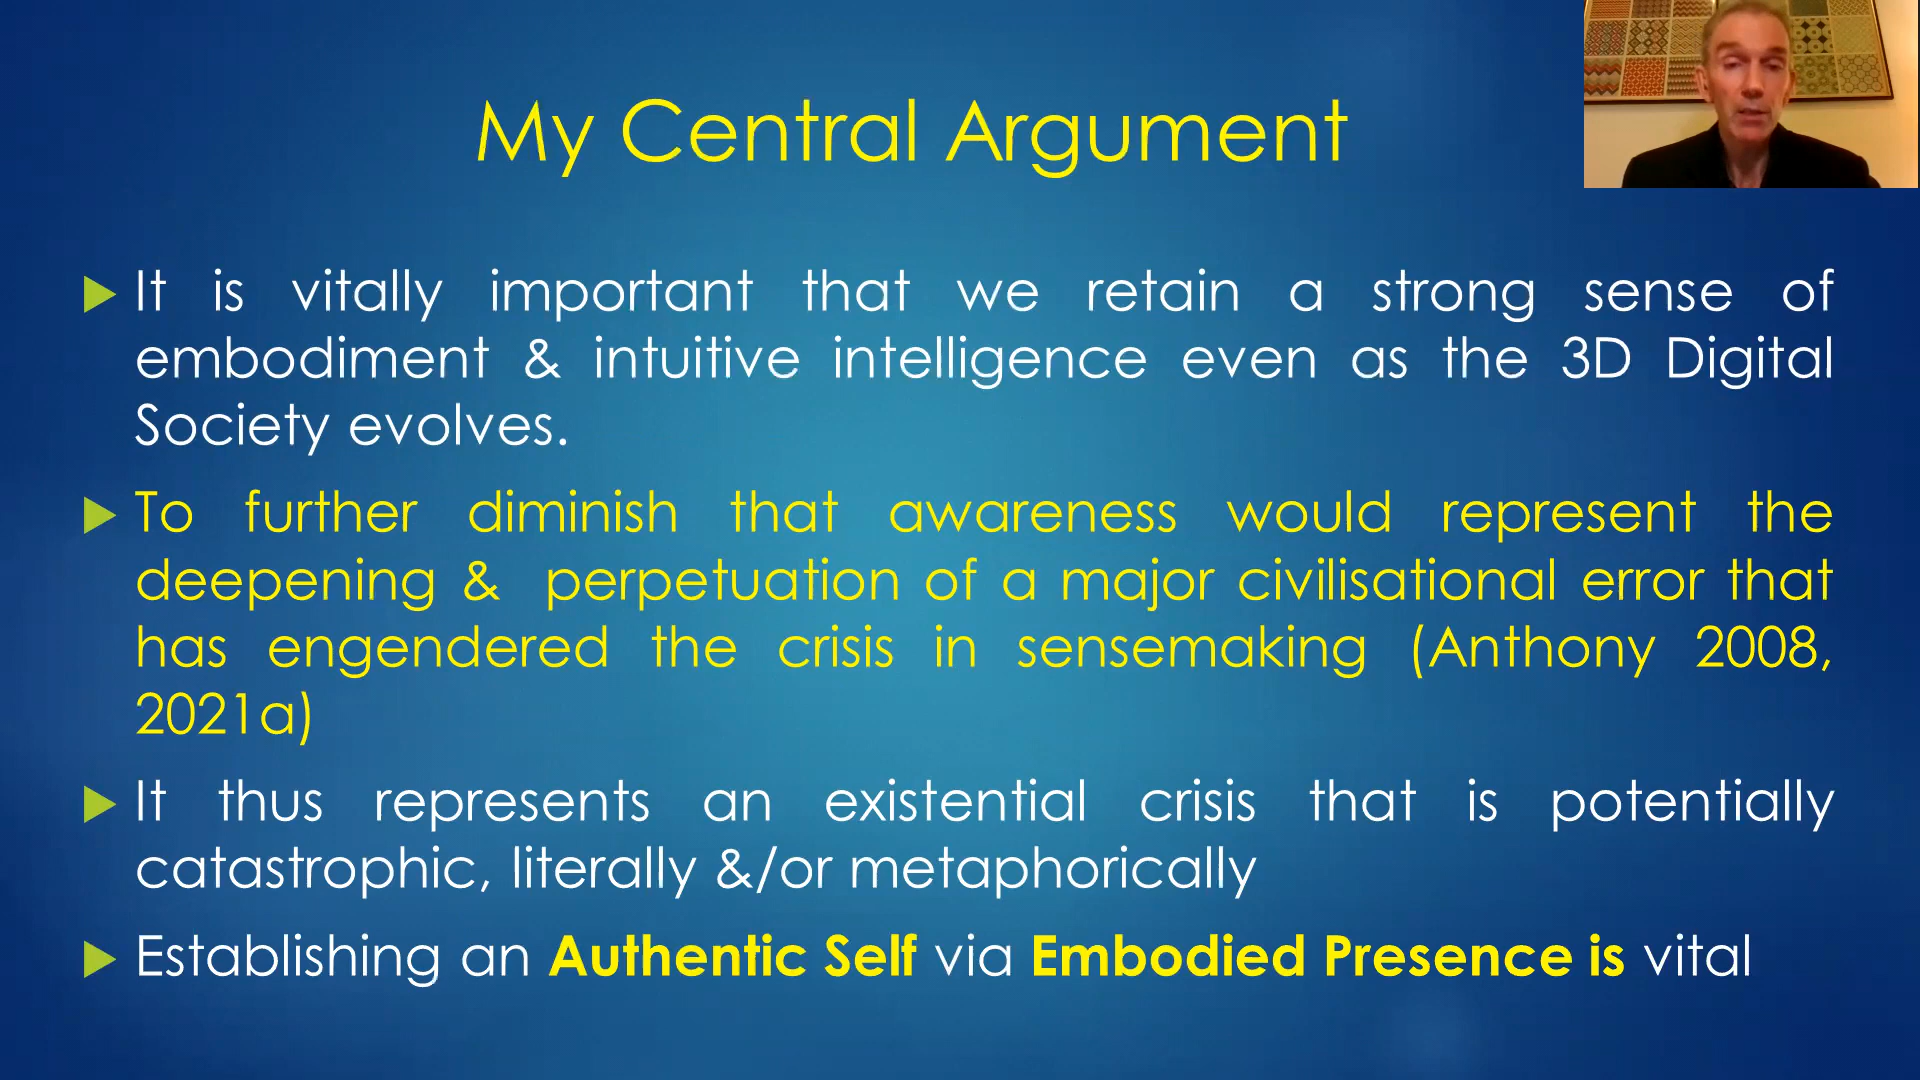 My Central Argument
It is vitally important that we retain a strong sense of
embodiment & intuitive intelligence even as the 3D Digital
Society evolves.
To further diminish that awareness would represent the
deepening & perpetuation of a major civilisational error that
has engendered the crisis in sensemaking (Anthony 2008,
2021a)
It thus represents an existential crisis that is potentially
catastrophic, literally &/or metaphorically
Establishing an Authentic Self via Embodied Presence is vital